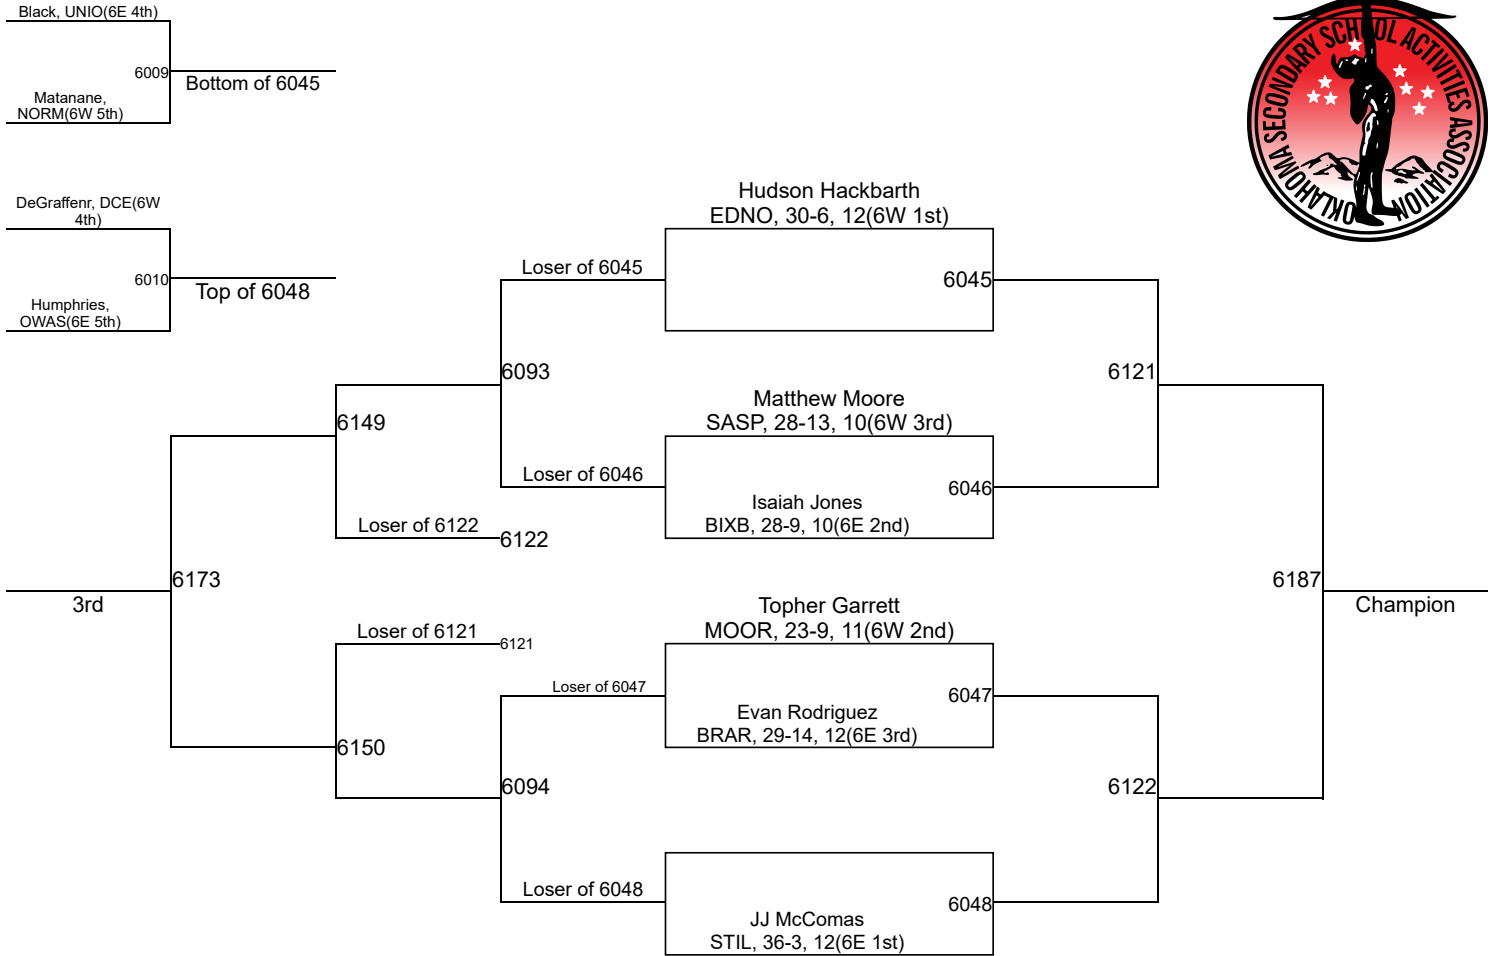 Black, UNIO(6E 4th)
6009
Bottom of 6045
Matanane,
NORM(6W 5th)
DeGraffenr, DCE(6W
4th)
6010
Top of 6048
Humphries,
OWAS(6E 5th)
OKLAHOMA SECONDARY SCHOOL ACTIVITIES ASSOCIATION
Hudson Hackbarth
EDNO, 30-6, 12(6W 1st)
Loser of 6045
6045
6093
6121
Matthew Moore
SASP, 28-13, 10(6W 3rd)
6149
Loser of 6046
6046
Isaiah Jones
BIXB, 28-9, 10(6E 2nd)
Loser of 6122
6122
6173
3rd
6187
Champion
Topher Garrett
MOOR, 23-9, 11(6W 2nd)
Loser of 6121
6121
Loser of 6047
6047
Evan Rodriguez
BRAR, 29-14, 12(6E 3rd)
6150
6094
6122
Loser of 6048
6048
JJ McComas
STIL, 36-3, 12(6E 1st)